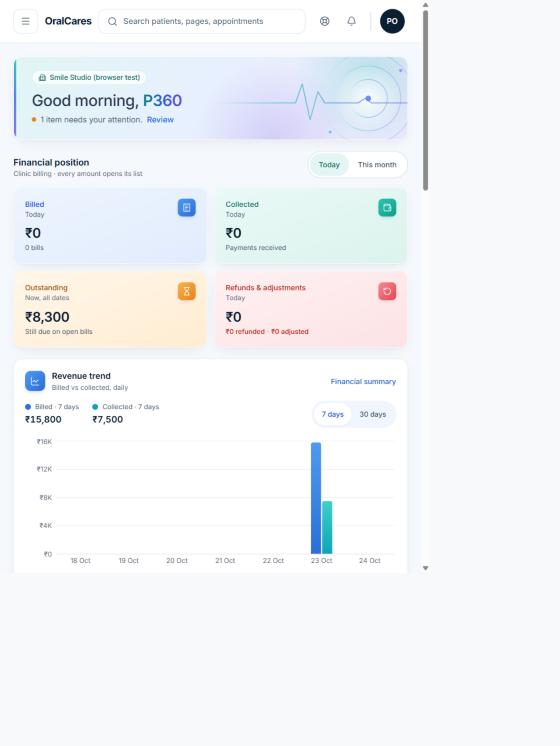 OralCares
Search patients, pages, appointments
PO
Smile Studio (browser test)
Good morning, P360
1 item needs your attention. Review
Financial position
Clinic billing · every amount opens its list
Today
This month
Billed
Today
₹0
0 bills
Collected
Today
₹0
Payments received
Outstanding
Now, all dates
₹8,300
Still due on open bills
Refunds & adjustments
Today
₹0
₹0 refunded · ₹0 adjusted
Revenue trend
Billed vs collected, daily
Financial summary
Billed · 7 days
₹15,800
Collected · 7 days
₹7,500
7 days
30 days
₹16K
₹12K
₹8K
₹4K
₹0
18 Oct 19 Oct 20 Oct 21 Oct 22 Oct 23 Oct 24 Oct